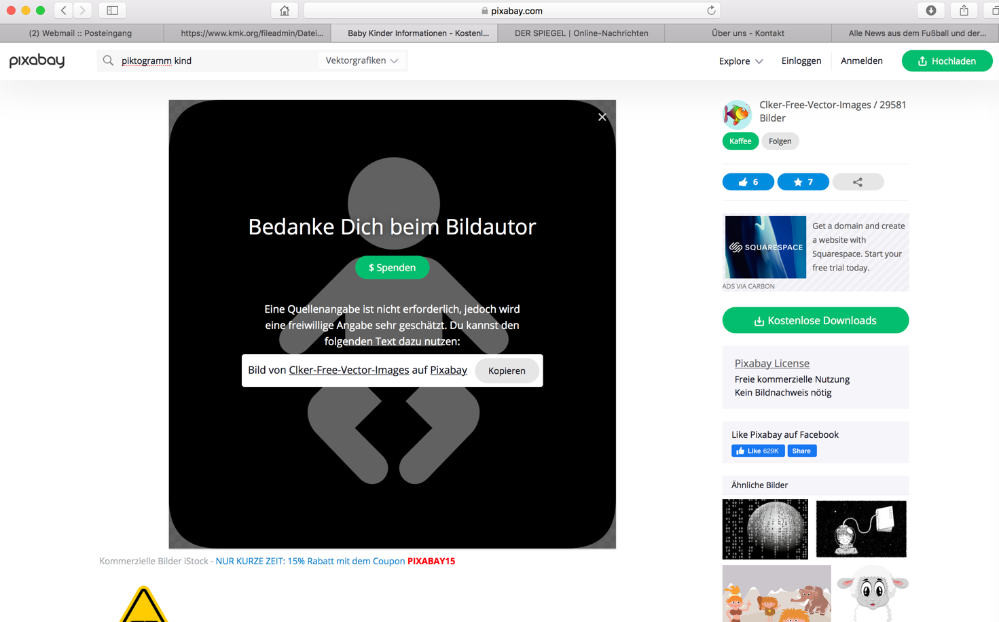 pixabay.com
(2) Webmail :: Posteingang
https://www.kmk.org/fileadmin/Datei...
Baby Kinder Informationen - Kostenl...
DER SPIEGEL | Online-Nachrichten
Über uns - Kontakt
Alle News aus dem Fußball und der...
pixabay
piktogramm kind
Vektorgrafiken
Explore
Einloggen
Anmelden
Hochladen
Bedanke Dich beim Bildautor
$ Spenden
Eine Quellenangabe ist nicht erforderlich, jedoch wird
eine freiwillige Angabe sehr geschätzt. Du kannst den
folgenden Text dazu nutzen:
Bild von Clker-Free-Vector-Images auf Pixabay
Kopieren
Kommerzielle Bilder iStock - NUR KURZE ZEIT: 15% Rabatt mit dem Coupon PIXABAY15
Clker-Free-Vector-Images / 29581
Bilder
Kaffee
Folgen
6
7
SQUARESPACE
Get a domain and create
a website with
Squarespace. Start your
free trial today.
ADS VIA CARBON
Kostenlose Downloads
Pixabay License
Freie kommerzielle Nutzung
Kein Bildnachweis nötig
Like Pixabay auf Facebook
Like 629K
Share
Ähnliche Bilder